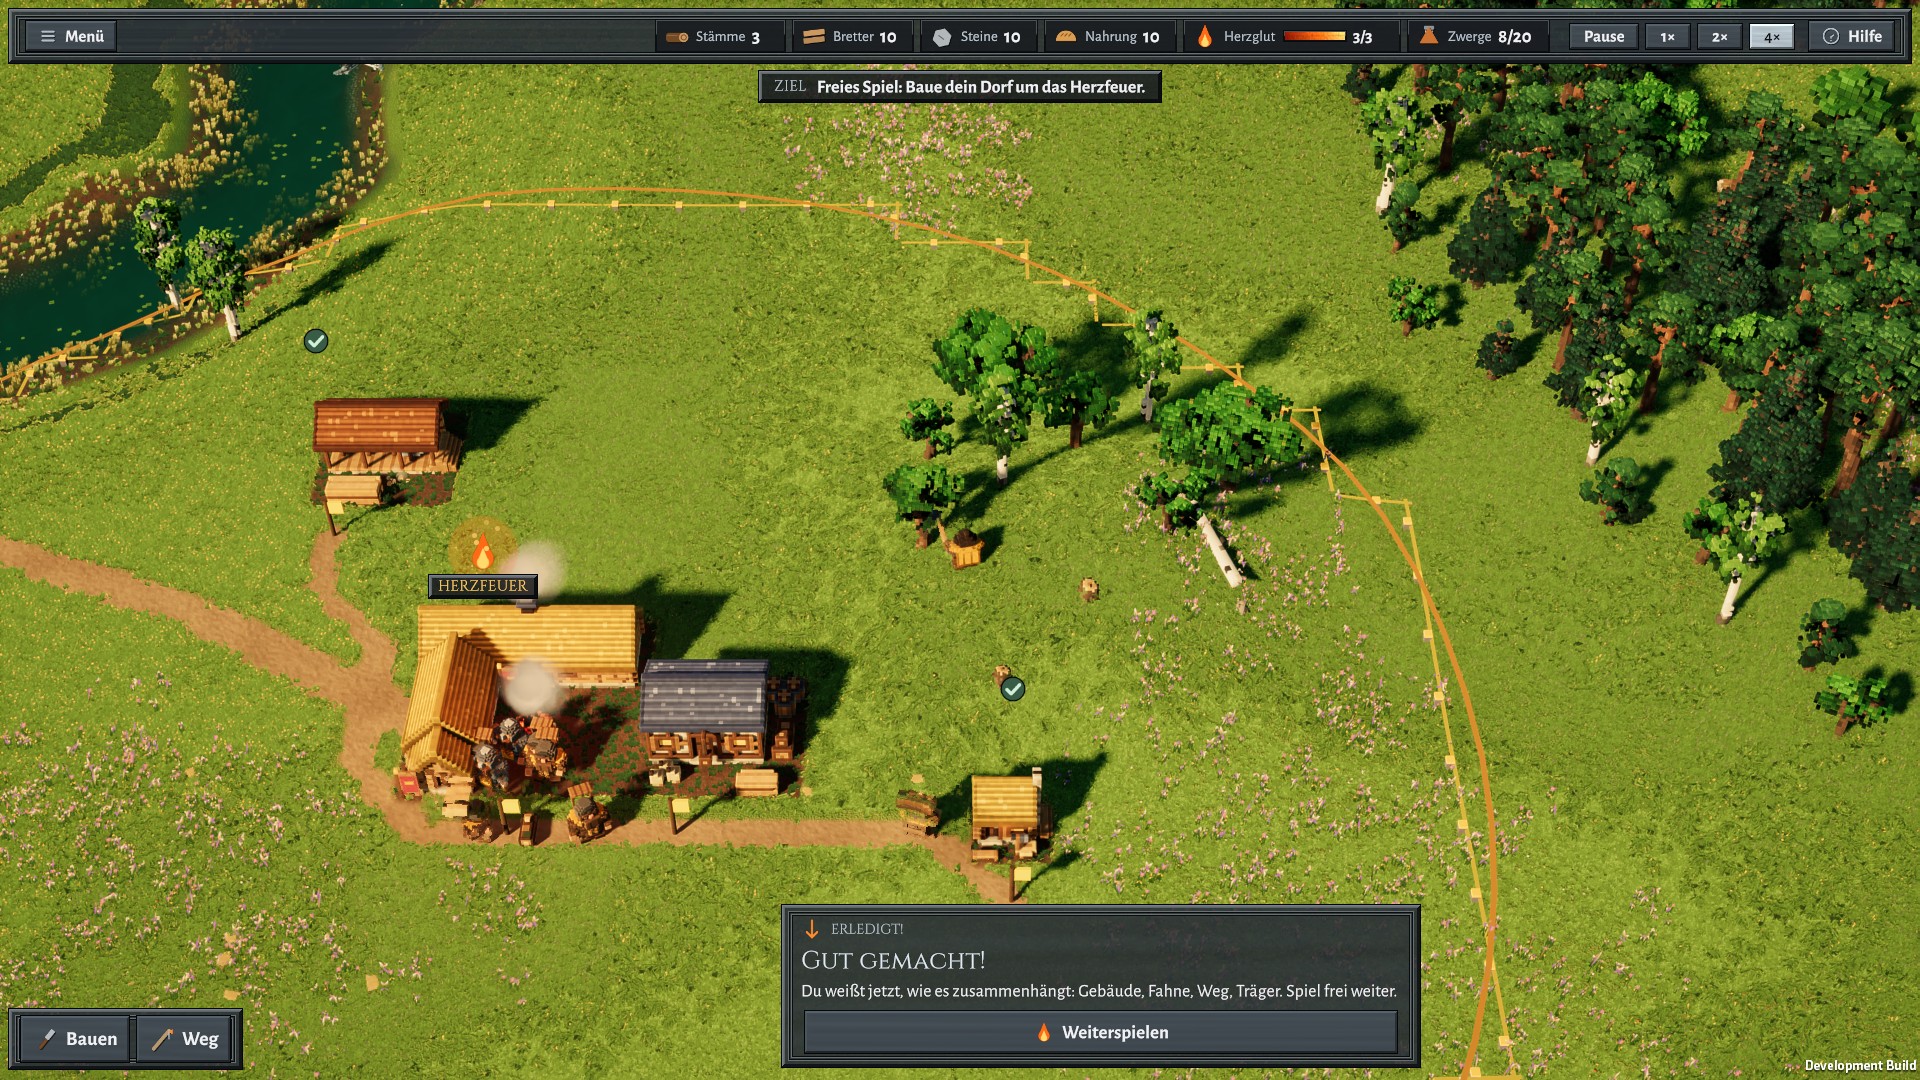 Menü
Stämme 3
Bretter 10
Steine 10
Nahrung 10
Herzglut 3/3
Zwerge 8/20
Pause
1×
2×
4×
Hilfe
ZIEL Freies Spiel: Baue dein Dorf um das Herzfeuer.
HERZFEUER
ERLEDIGT!
GUT GEMACHT!
Du weißt jetzt, wie es zusammenhängt: Gebäude, Fahne, Weg, Träger. Spiel frei weiter.
Weiterspielen
Bauen
Weg
Development Build